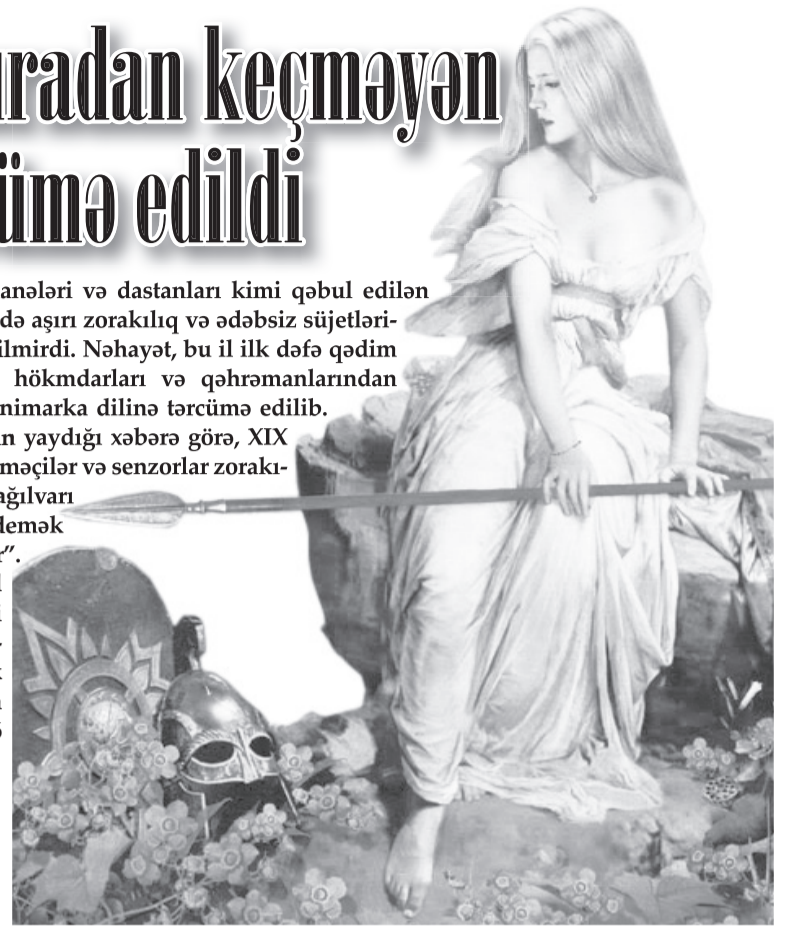 uradan keçməyən
ümə edildi
anələri və dastanları kimi qəbul edilən
də aşırı zorakılıq və ədəbsiz süjetləri-
ilmirdi. Nəhayət, bu il ilk dəfə qədim
hökmdarları və qəhrəmanlarından
nimarka dilinə tərcümə edilib.
n yaydığı xəbərə görə, XIX
məçilər və senzorlar zorakı-
ağılvarı
demək
r”.